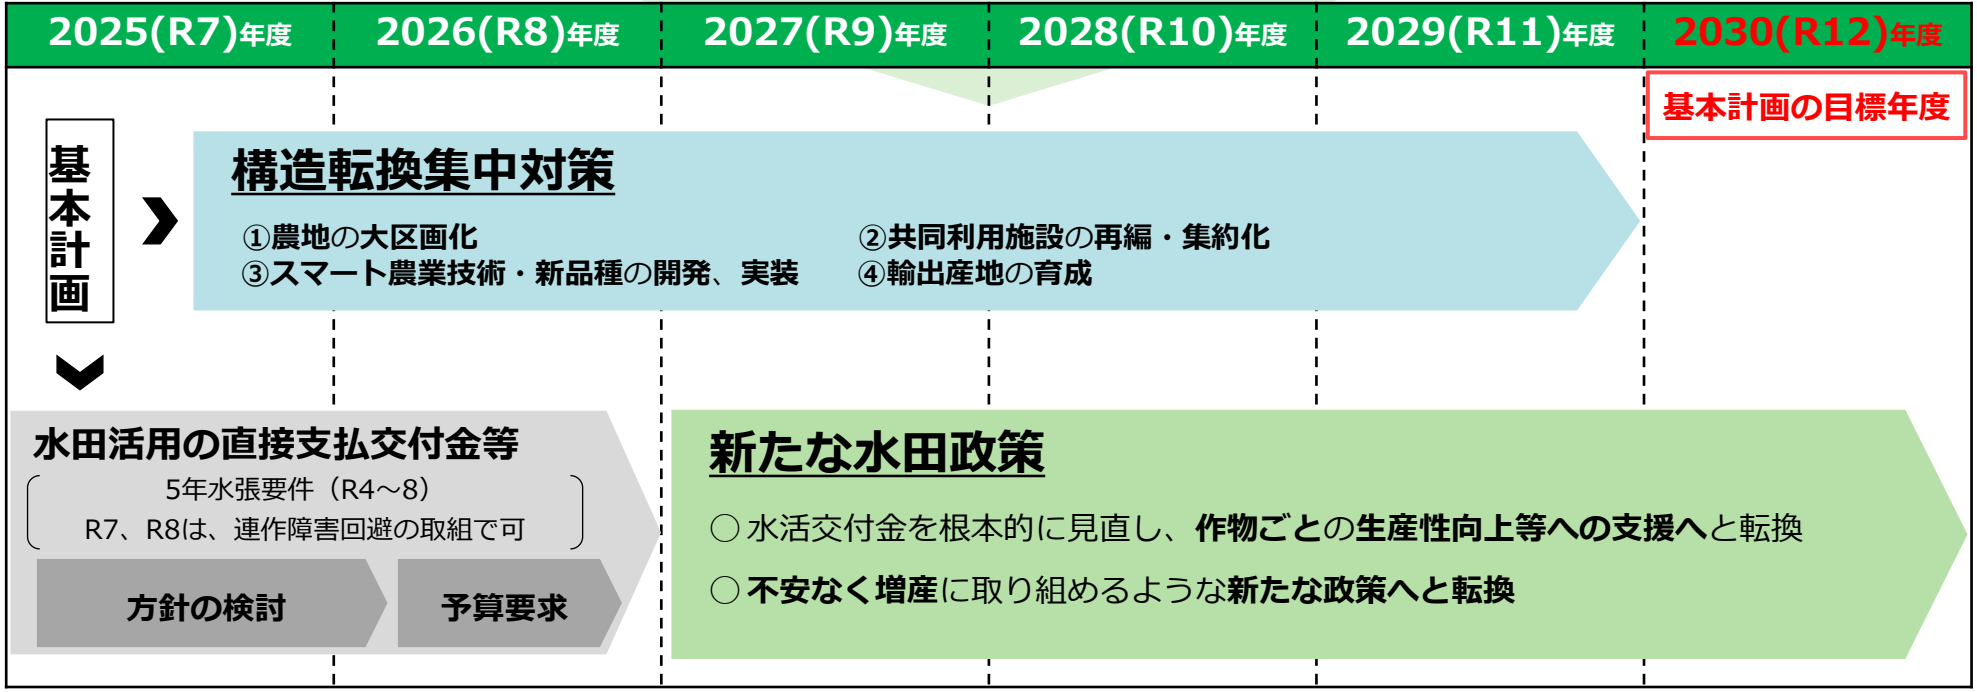 2025(R7)年度 2026(R8)年度 2027(R9)年度 2028(R10)年度 2029(R11)年度 2030(R12)年度
基本計画の目標年度
基本計画
構造転換集中対策
①農地の大区画化 ②共同利用施設の再編・集約化
③スマート農業技術・新品種の開発、実装 ④輸出産地の育成
水田活用の直接支払交付金等
5年水張要件（R4～8）
R7、R8は、連作障害回避の取組で可
方針の検討 予算要求
新たな水田政策
○ 水活交付金を根本的に見直し、作物ごとの生産性向上等への支援へと転換
○ 不安なく増産に取り組めるような新たな政策へと転換